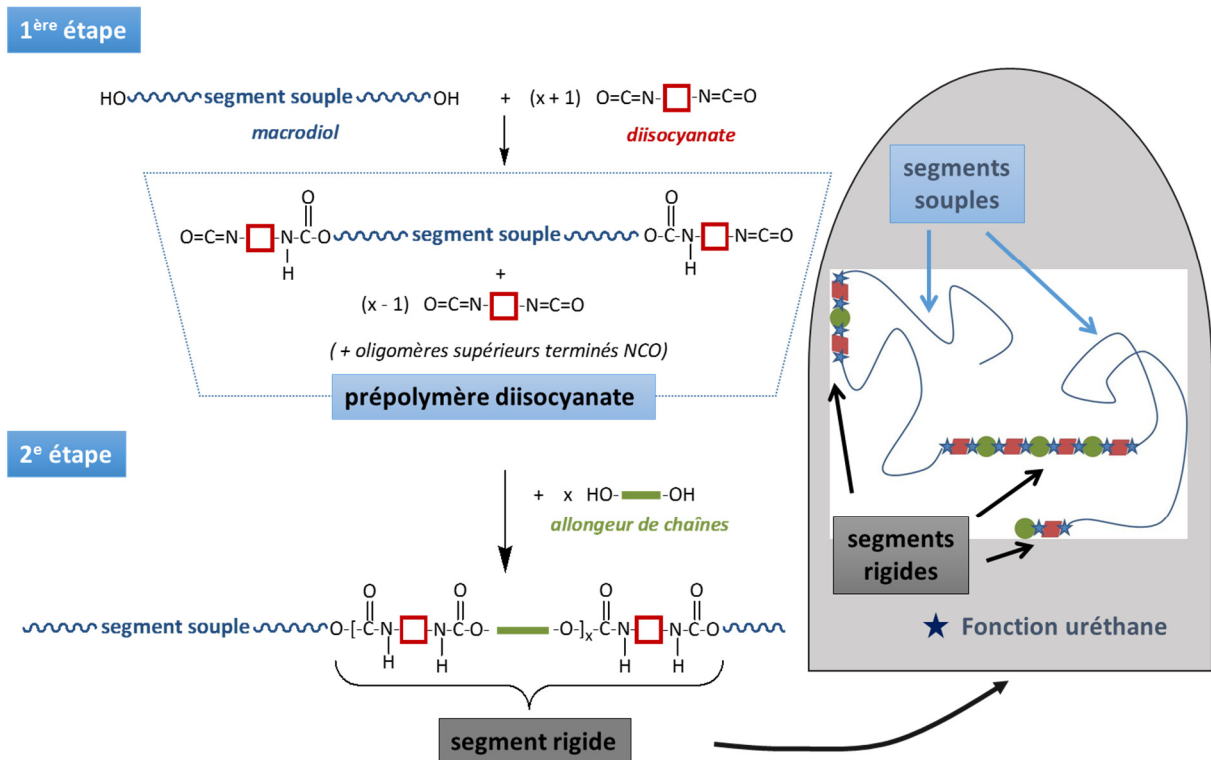 1ère étape
HO segment souple OH + (x + 1) O=C=N- -N=C=O
macrodiol
diisocyanate
O
O
O=C=N- -N-C-O segment souple O-C-N- -N=C=O
H
H
+
(x - 1) O=C=N- -N=C=O
( + oligomères supérieurs terminés NCO)
prépolymère diisocyanate
2e étape
+ x HO- -OH
allongeur de chaînes
O
O
O
O
segment souple O-[-C-N- -N-C-O- -O-]x-C-N- -N-C-O
H
H
H
H
segment rigide
segments
souples
segments
rigides
Fonction uréthane